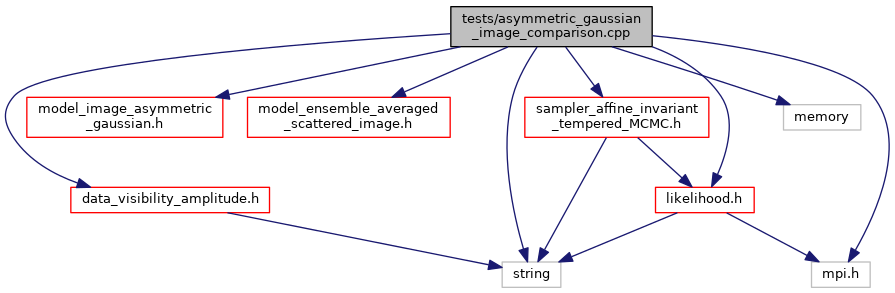 tests/asymmetric_gaussian
_image_comparison.cpp
model_image_asymmetric
_gaussian.h
model_ensemble_averaged
_scattered_image.h
sampler_affine_invariant
_tempered_MCMC.h
memory
data_visibility_amplitude.h
likelihood.h
string
mpi.h